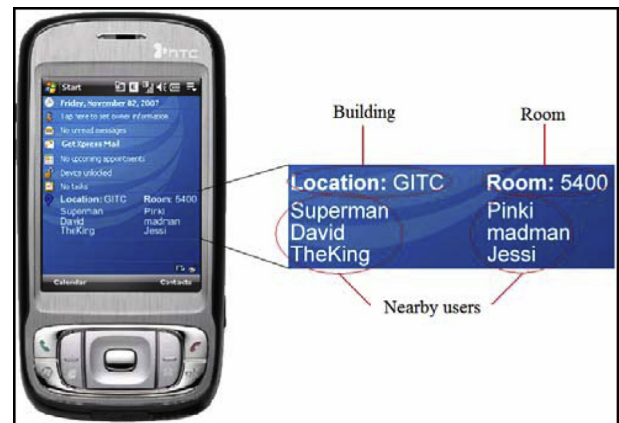 hTC
Start
Friday, November 02, 2007
Tap here to set owner information
No unread messages
Get Xpress Mail
No upcoming appointments
Device unlocked
No tasks
Location: GITC Room: 5400
Superman Pinki
David madman
TheKing Jessi
Calendar Contacts
Building Room
Location: GITC Room: 5400
Superman Pinki
David madman
TheKing Jessi
Nearby users